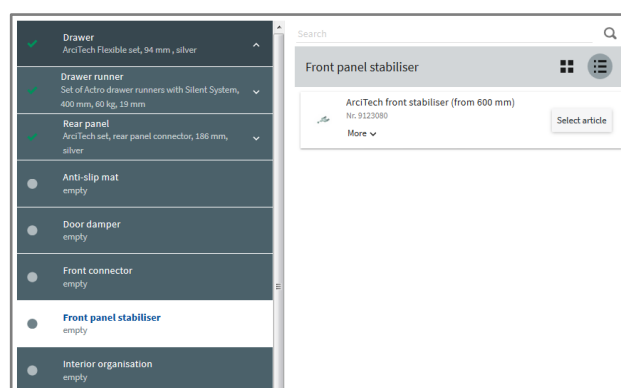 Drawer
ArciTech Flexible set, 94 mm , silver
Drawer runner
Set of Actro drawer runners with Silent System,
400 mm, 60 kg, 19 mm
Rear panel
ArciTech set, rear panel connector, 186 mm,
silver
Anti-slip mat
empty
Door damper
empty
Front connector
empty
Front panel stabiliser
empty
Interior organisation
empty
Search
Front panel stabiliser
ArciTech front stabiliser (from 600 mm)
Nr. 9123080
More
Select article